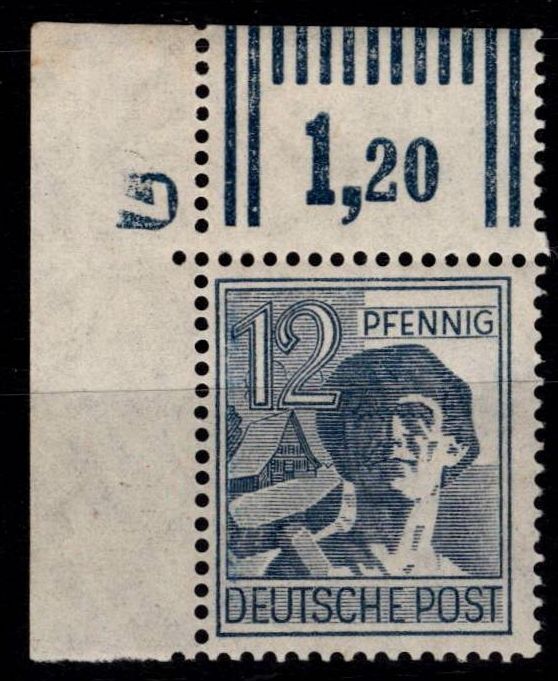 1,20
12 PFENNIG
DEUTSCHE POST